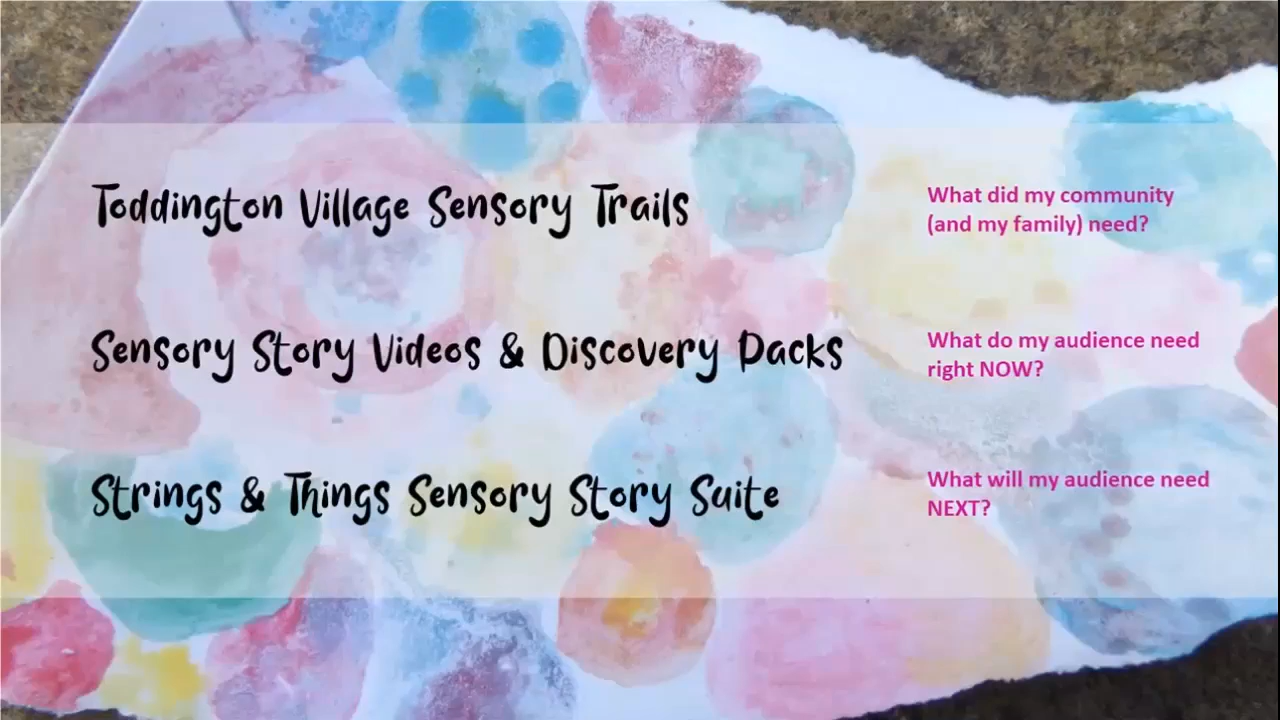 Toddington Village Sensory Trails
What did my community
(and my family) need?
Sensory Story Videos & Discovery Packs
What do my audience need
right NOW?
Strings & Things Sensory Story Suite
What will my audience need
NEXT?